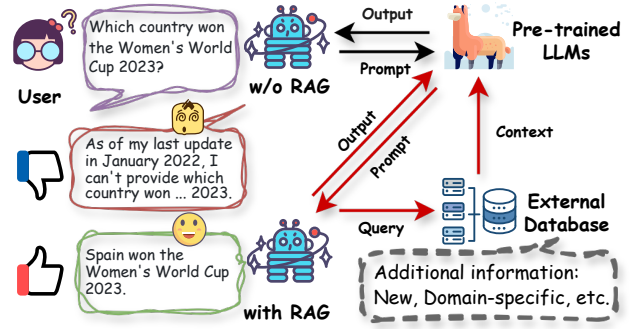 Which country won
the Women's World
Cup 2023?
User
w/o RAG
Output
Prompt
Pre-trained
LLMs
As of my last update
in January 2022, I
can't provide which
country won ... 2023.
Output
Prompt
Context
Spain won the
Women's World Cup
2023.
with RAG
Query
External
Database
Additional information:
New, Domain-specific, etc.